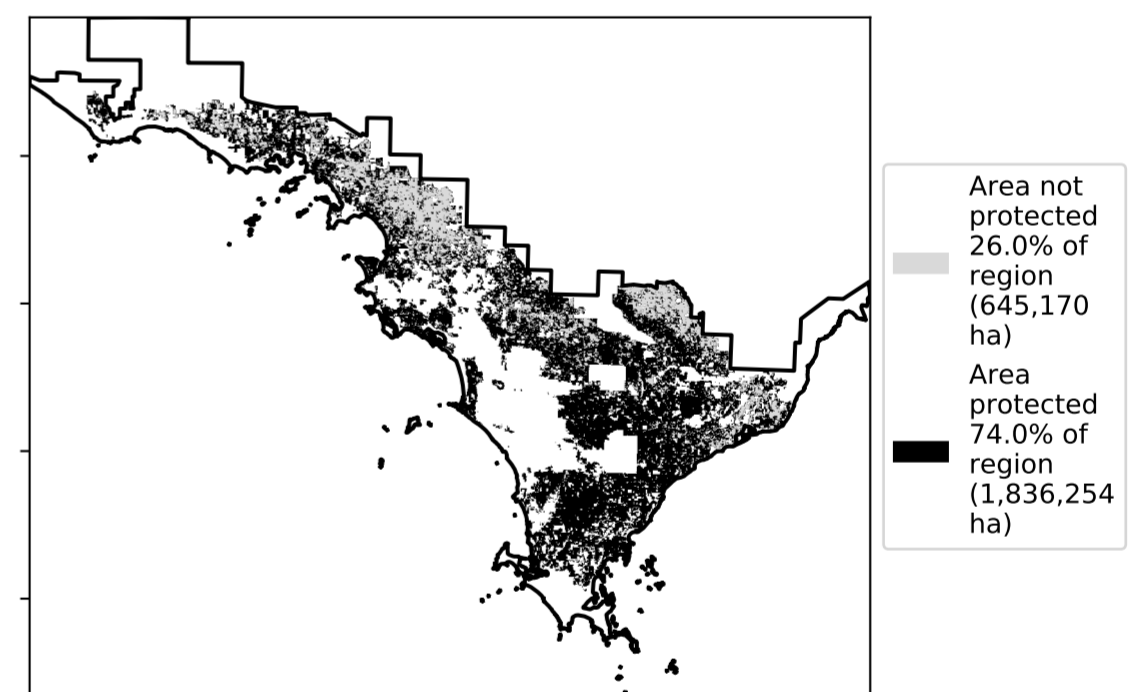 Area not
protected
26.0% of
region
(645,170
ha)
Area
protected
74.0% of
region
(1,836,254
ha)